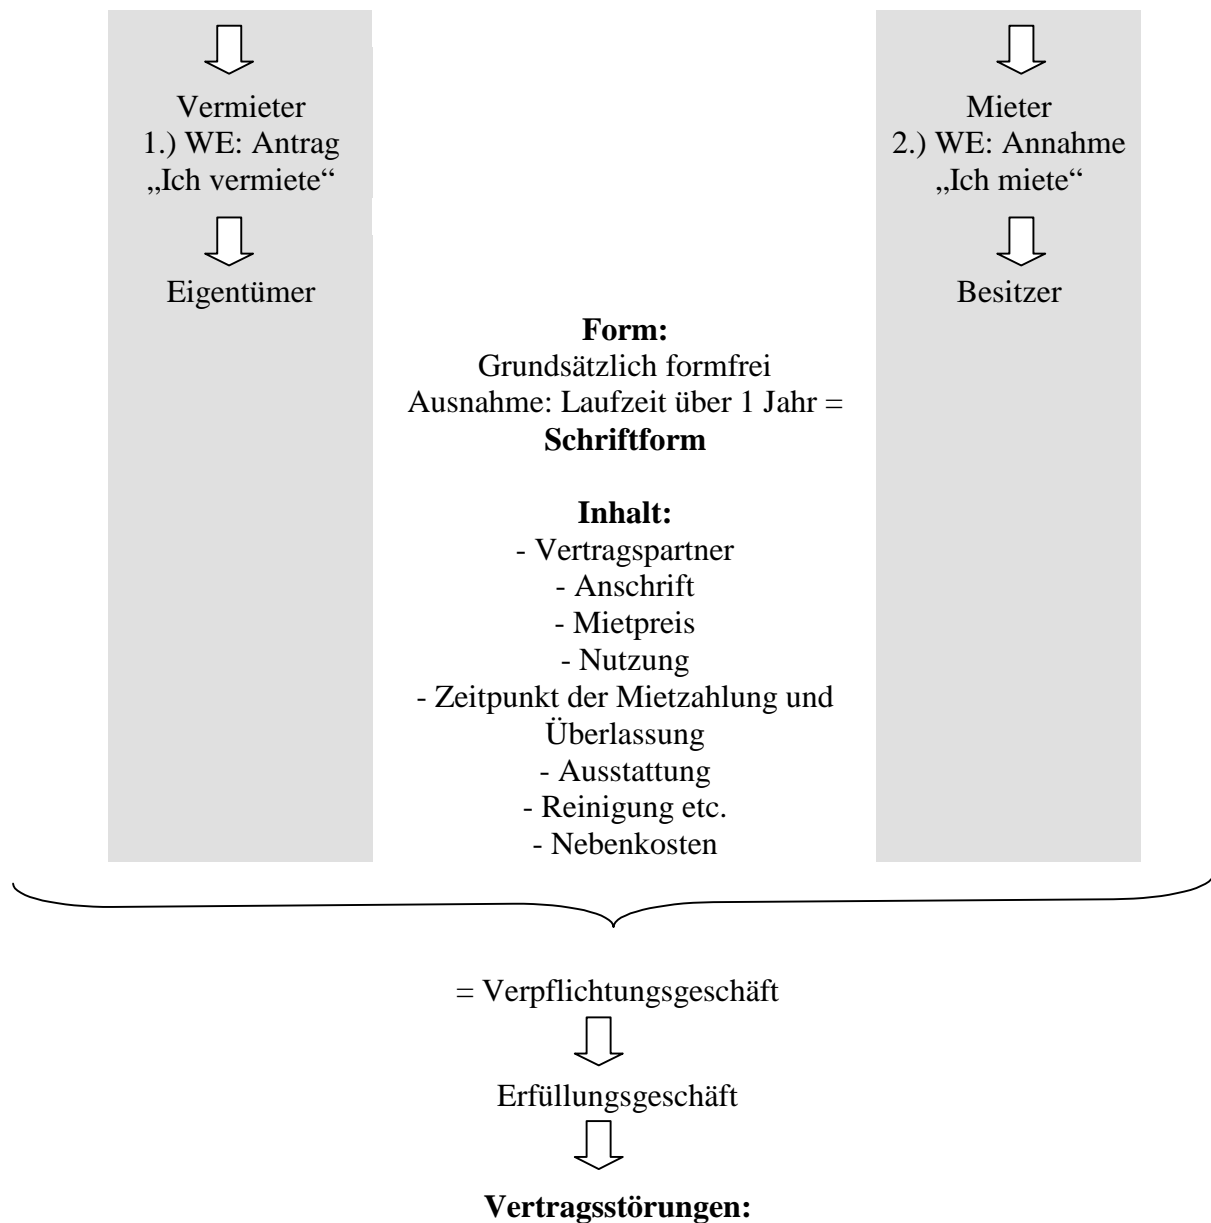 Vermieter
1.) WE: Antrag
„Ich vermiete“
Eigentümer
Mieter
2.) WE: Annahme
„Ich miete“
Besitzer
Form:
Grundsätzlich formfrei
Ausnahme: Laufzeit über 1 Jahr =
Schriftform
Inhalt:
- Vertragspartner
- Anschrift
- Mietpreis
- Nutzung
- Zeitpunkt der Mietzahlung und
Überlassung
- Ausstattung
- Reinigung etc.
- Nebenkosten
= Verpflichtungsgeschäft
Erfüllungsgeschäft
Vertragsstörungen: